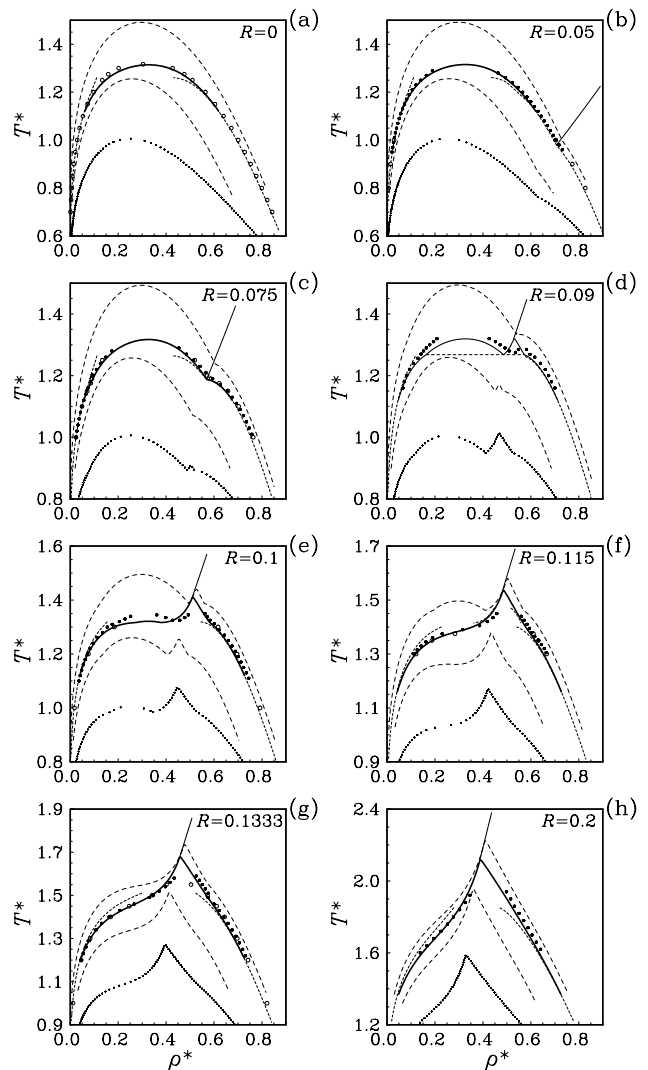 (a)
R=0
1.4
1.2
1.0
0.8
0.6
T*
0.0 0.2 0.4 0.6 0.8
(b)
R=0.05
1.4
1.2
1.0
0.8
0.6
T*
0.0 0.2 0.4 0.6 0.8
(c)
R=0.075
1.4
1.2
1.0
0.8
T*
0.0 0.2 0.4 0.6 0.8
(d)
R=0.09
1.4
1.2
1.0
0.8
T*
0.0 0.2 0.4 0.6 0.8
(e)
R=0.1
1.6
1.4
1.2
1.0
0.8
T*
0.0 0.2 0.4 0.6 0.8
(f)
R=0.115
1.7
1.5
1.3
1.1
0.9
T*
0.0 0.2 0.4 0.6 0.8
(g)
R=0.1333
1.9
1.7
1.5
1.3
1.2
0.9
T*
0.0 0.2 0.4 0.6 0.8
ρ*
(h)
R=0.2
2.4
2.0
1.6
1.2
T*
0.0 0.2 0.4 0.6 0.8
ρ*